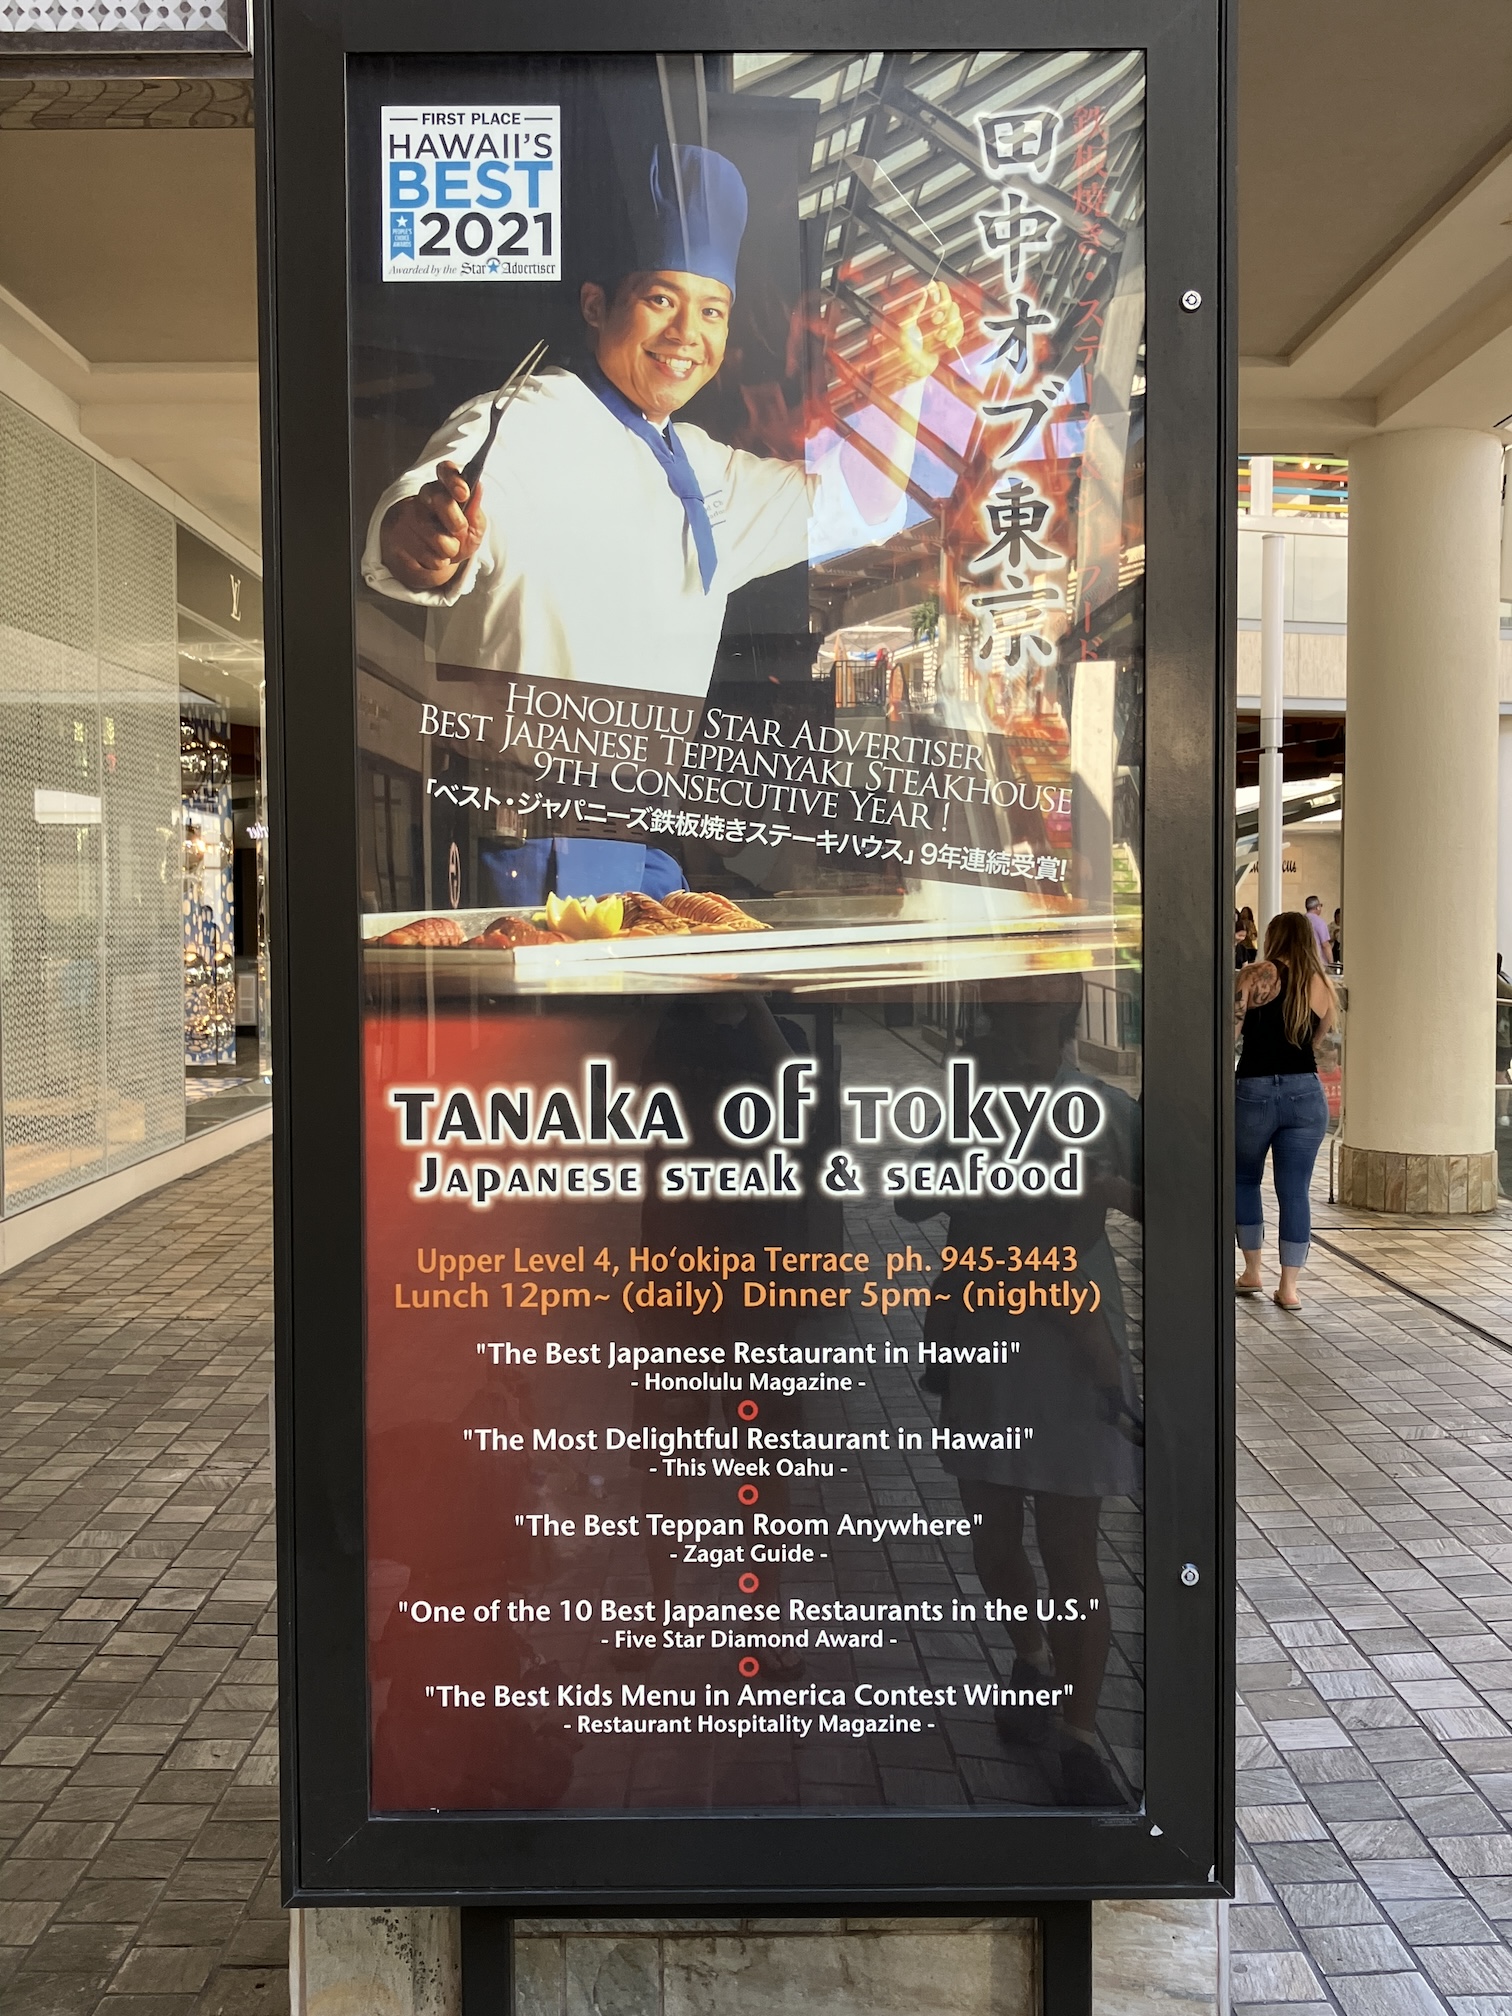 FIRST PLACE
HAWAII'S
BEST
2021
PEOPLE'S
CHOICE
AWARDS
Awarded by the Star Advertiser
田中オブ東京
鉄板焼き・ステーキ
フード
HONOLULU STAR ADVERTISER
BEST JAPANESE TEPPANYAKI STEAKHOUSE
9TH CONSECUTIVE YEAR !
「ベスト・ジャパニーズ鉄板焼きステーキハウス」9年連続受賞!
TANAKA of TOKYO
JAPANESE STEAK & SEAFOOD
Upper Level 4, Ho‘okipa Terrace ph. 945-3443
Lunch 12pm~ (daily) Dinner 5pm~ (nightly)
"The Best Japanese Restaurant in Hawaii"
- Honolulu Magazine -
"The Most Delightful Restaurant in Hawaii"
- This Week Oahu -
"The Best Teppan Room Anywhere"
- Zagat Guide -
"One of the 10 Best Japanese Restaurants in the U.S."
- Five Star Diamond Award -
"The Best Kids Menu in America Contest Winner"
- Restaurant Hospitality Magazine -
LV